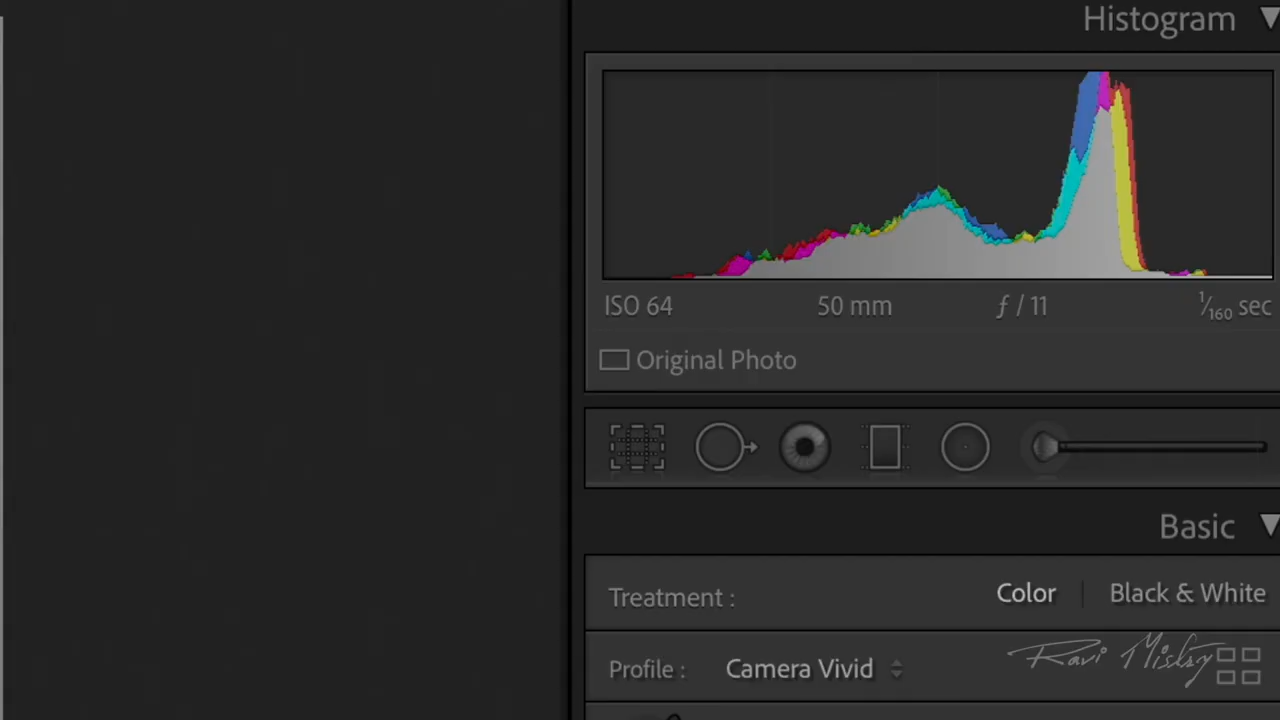 Histogram
ISO 64 50 mm ƒ / 11 1/160 sec
Original Photo
Basic
Treatment : Color | Black & White
Profile : Camera Vivid
Ravi Mistry